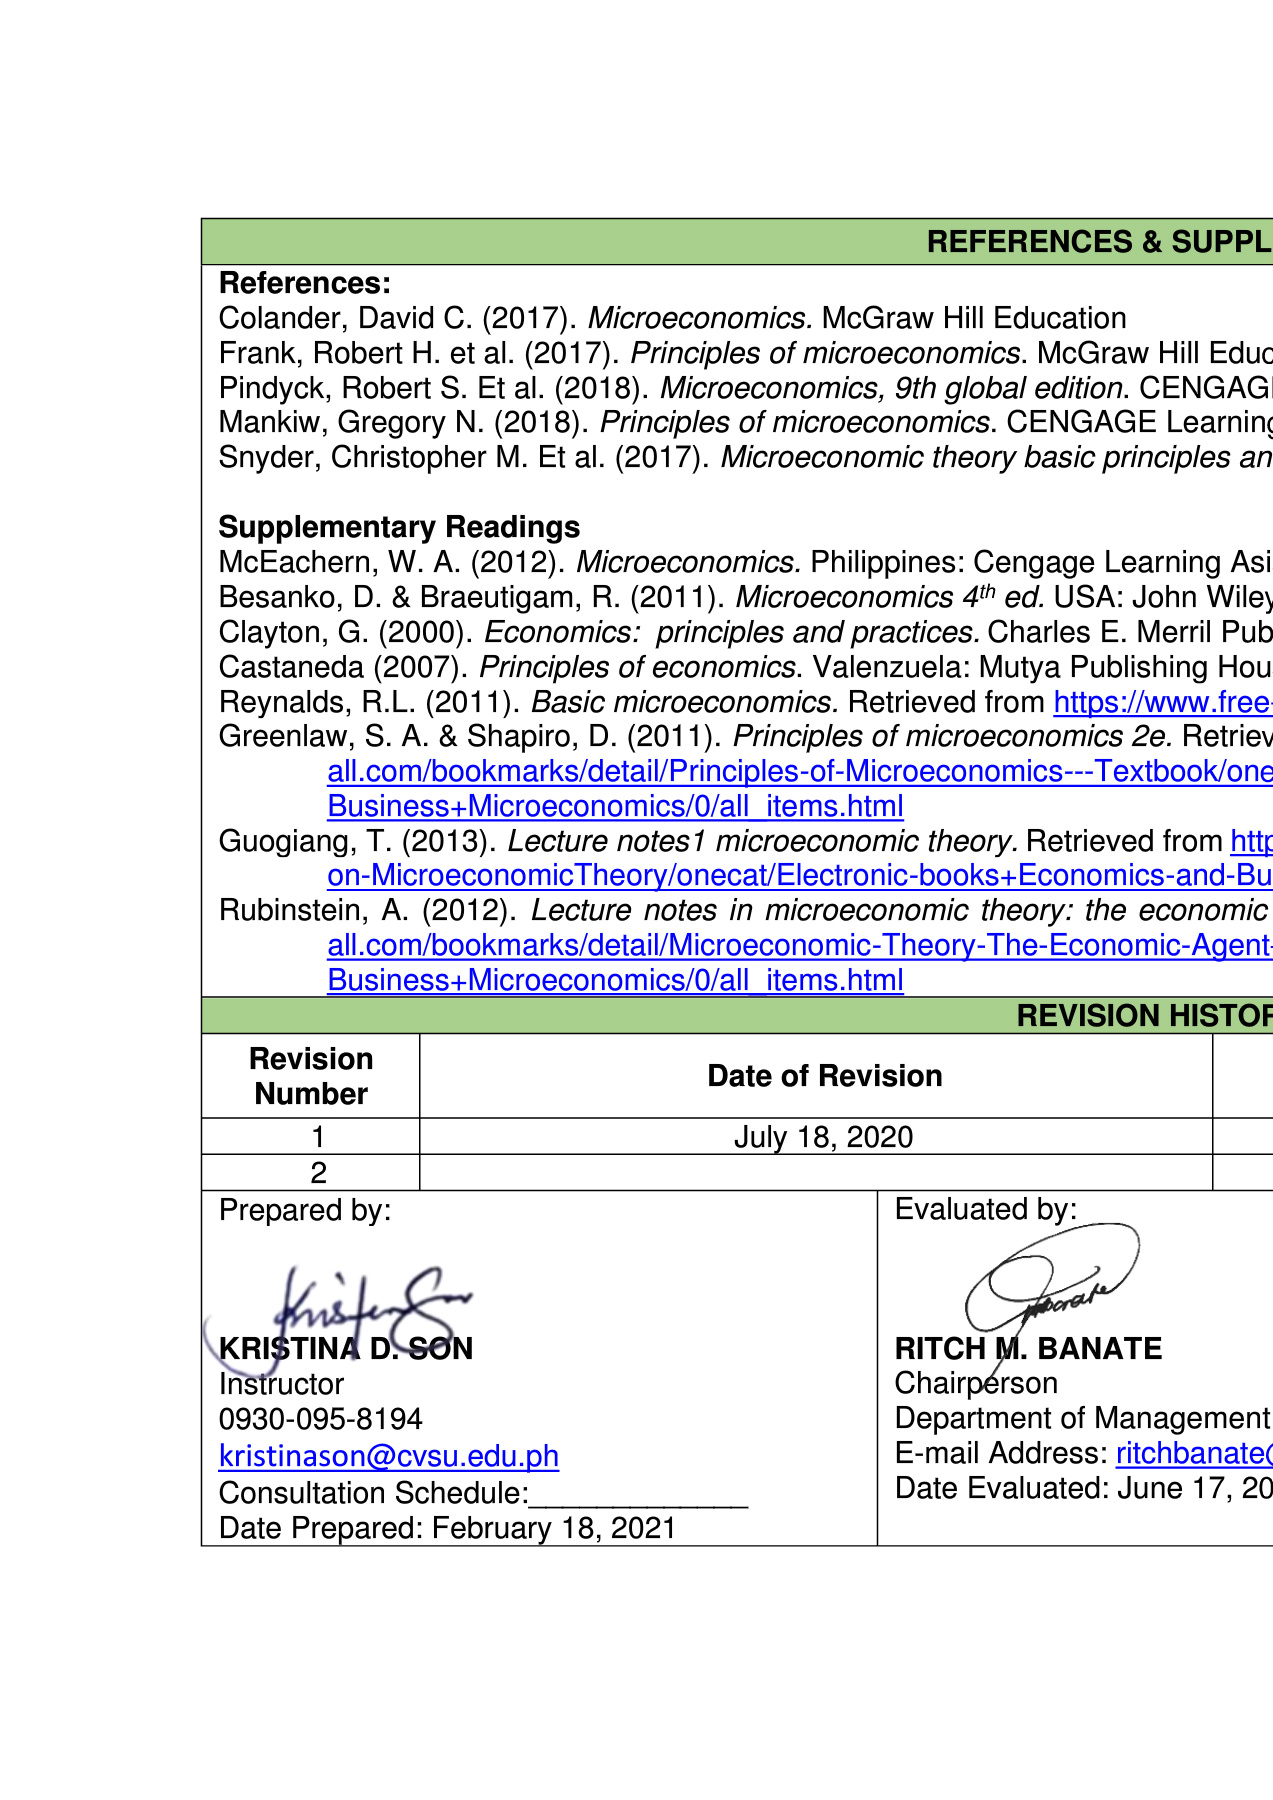 REFERENCES & SUPPL
References:
Colander, David C. (2017). Microeconomics. McGraw Hill Education
Frank, Robert H. et al. (2017). Principles of microeconomics. McGraw Hill Educ
Pindyck, Robert S. Et al. (2018). Microeconomics, 9th global edition. CENGAGE
Mankiw, Gregory N. (2018). Principles of microeconomics. CENGAGE Learning
Snyder, Christopher M. Et al. (2017). Microeconomic theory basic principles an
Supplementary Readings
McEachern, W. A. (2012). Microeconomics. Philippines: Cengage Learning Asi
Besanko, D. & Braeutigam, R. (2011). Microeconomics 4th ed. USA: John Wiley
Clayton, G. (2000). Economics:  principles and practices. Charles E. Merril Pub
Castaneda (2007). Principles of economics. Valenzuela: Mutya Publishing Hou
Reynalds, R.L. (2011). Basic microeconomics. Retrieved from https://www.free-
Greenlaw, S. A. & Shapiro, D. (2011). Principles of microeconomics 2e. Retriev
all.com/bookmarks/detail/Principles-of-Microeconomics---Textbook/one
Business+Microeconomics/0/all_items.html
Guogiang, T. (2013). Lecture notes1 microeconomic theory. Retrieved from http
on-MicroeconomicTheory/onecat/Electronic-books+Economics-and-Bu
Rubinstein, A. (2012). Lecture notes in microeconomic theory: the economic
all.com/bookmarks/detail/Microeconomic-Theory-The-Economic-Agent-
Business+Microeconomics/0/all_items.html
REVISION HISTOR
Revision
Number
Date of Revision
1
July 18, 2020
2
Prepared by:
KRISTINA D. SON
Instructor
0930-095-8194
kristinason@cvsu.edu.ph
Consultation Schedule:_____________
Date Prepared: February 18, 2021
Evaluated by:
RITCH M. BANATE
Chairperson
Department of Management
E-mail Address: ritchbanate@
Date Evaluated: June 17, 20